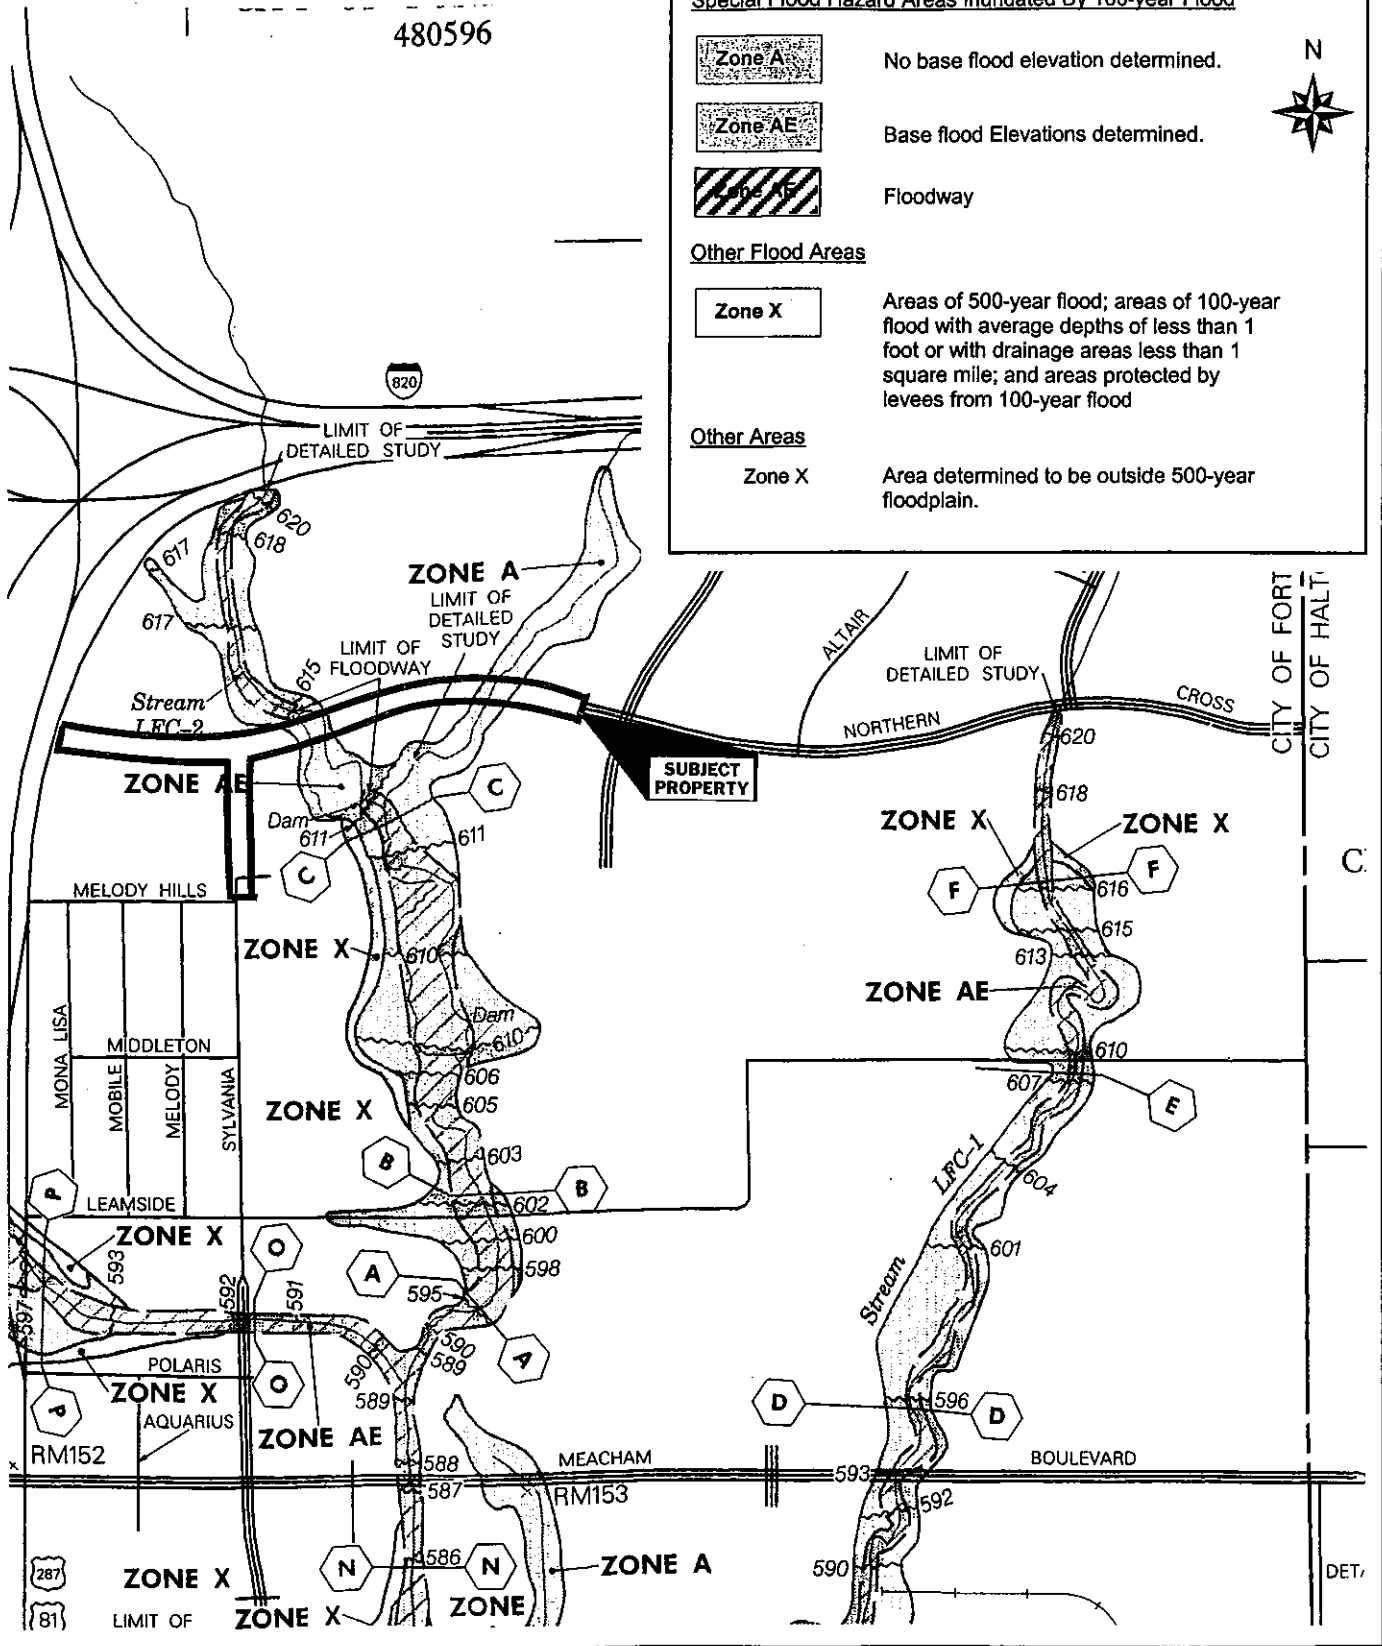 480596
Special Flood Hazard Areas Inundated By 100-year Flood
Zone A
No base flood elevation determined.
N
Zone AE
Base flood Elevations determined.
Zone AE
Floodway
Other Flood Areas
Zone X
Areas of 500-year flood; areas of 100-year
flood with average depths of less than 1
foot or with drainage areas less than 1
square mile; and areas protected by
levees from 100-year flood
Other Areas
Zone X
Area determined to be outside 500-year
floodplain.
820
LIMIT OF
DETAILED STUDY
620
618
617
617
ZONE A
LIMIT OF
DETAILED
STUDY
LIMIT OF
FLOODWAY
615
Stream
LFC-2
ZONE AE
Dam
611
C
C
611
SUBJECT
PROPERTY
ALTAIR
LIMIT OF
DETAILED STUDY
NORTHERN
CROSS
CITY OF FORT
CITY OF HALT
620
618
ZONE X
ZONE X
F
F
616
615
613
ZONE AE
610
607
E
C
MELODY HILLS
ZONE X
610
Dam
610
606
605
603
MONA LISA
MIDDLETON
MOBILE
MELODY
SYLVANIA
ZONE X
B
B
602
600
598
LEAMSIDE
P
ZONE X
593
O
592
591
A
595
597
590
589
A
590
589
POLARIS
ZONE X
O
P
AQUARIUS
ZONE AE
RM152
588
587
MEACHAM
RM153
BOULEVARD
LFC-1
Stream
604
601
D
596
D
593
592
590
586
N
N
ZONE A
287
81
ZONE X
LIMIT OF
ZONE X
ZONE
DET